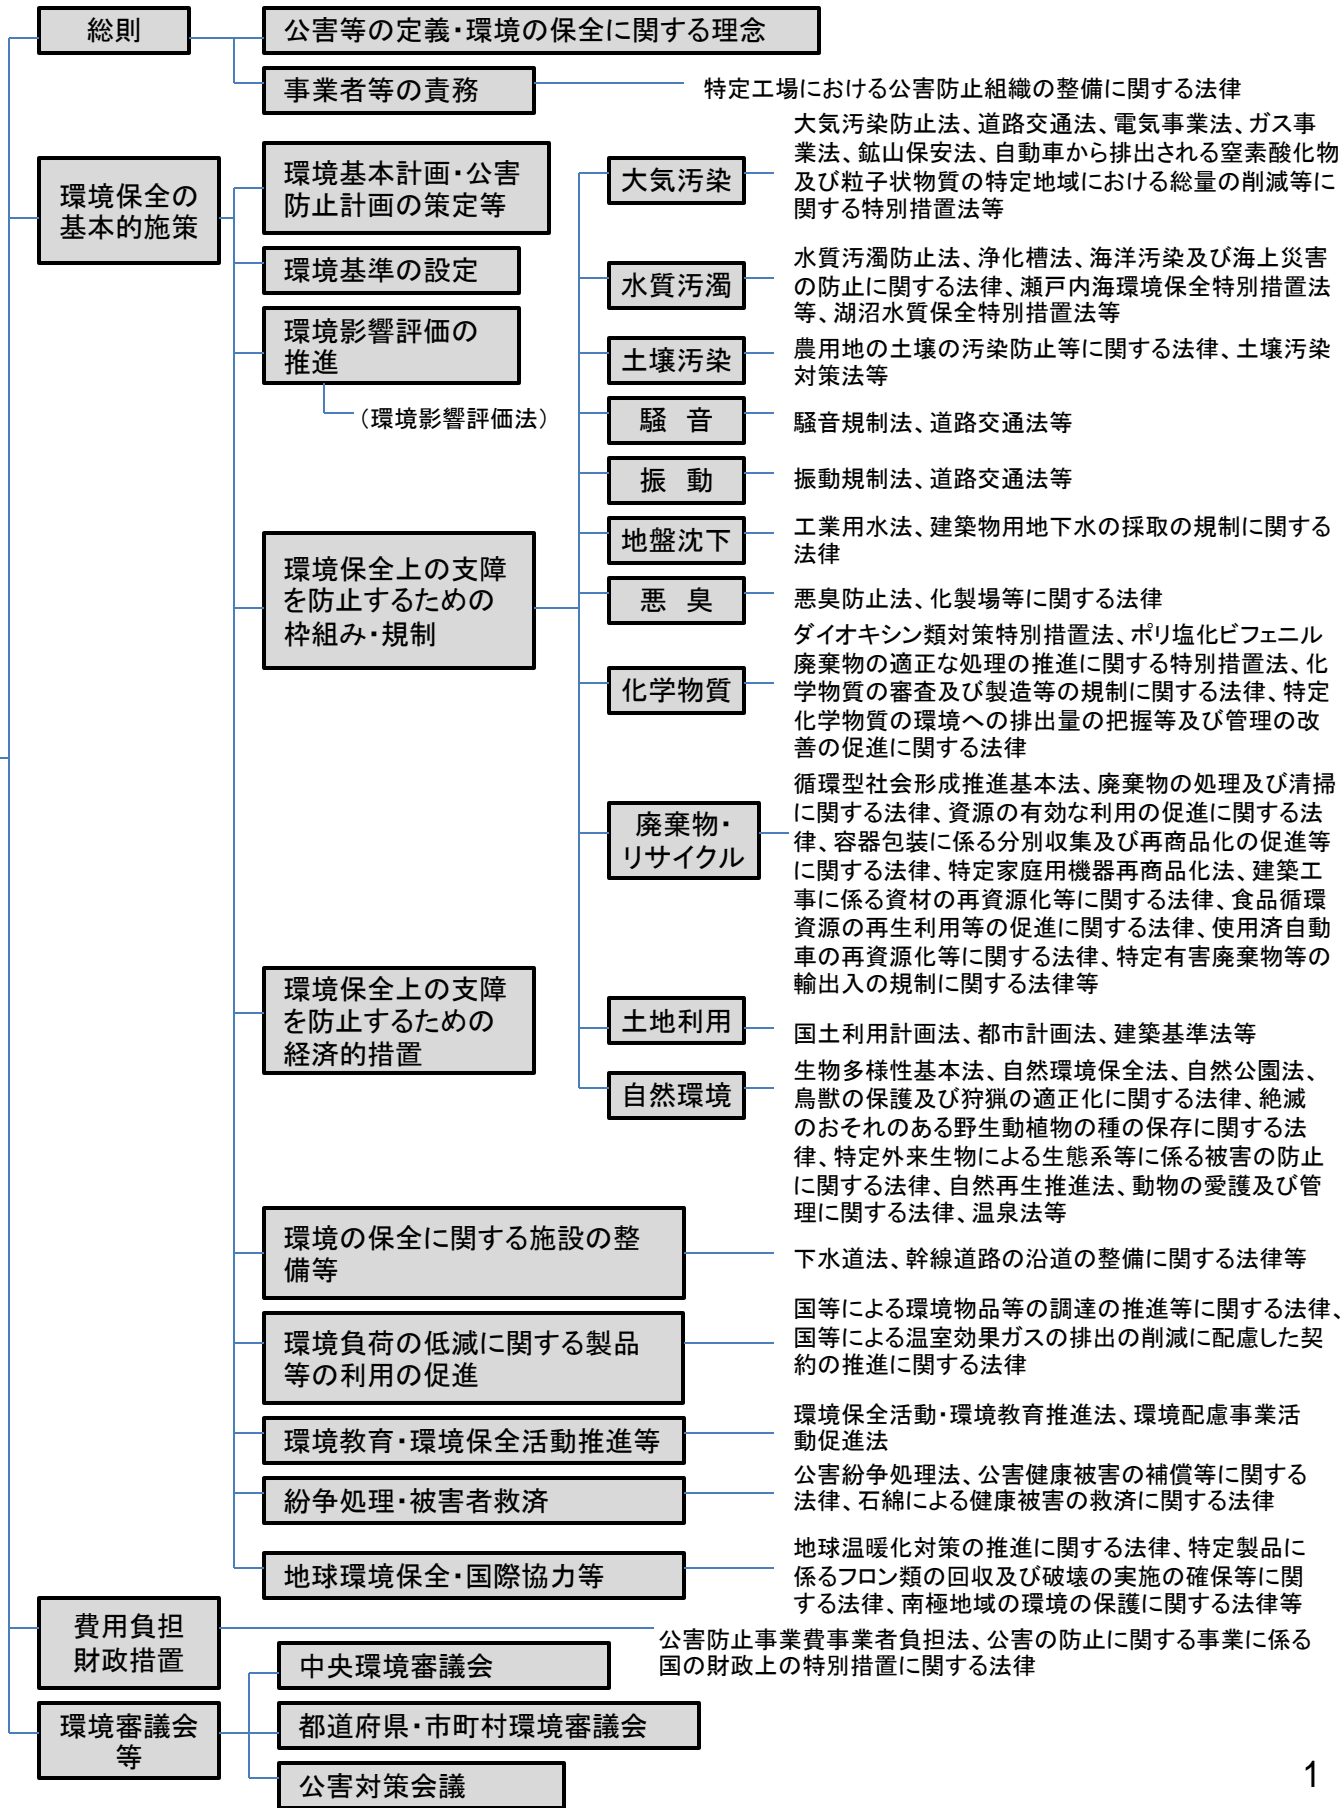 総則
公害等の定義・環境の保全に関する理念
事業者等の責務
特定工場における公害防止組織の整備に関する法律
環境保全の
基本的施策
環境基本計画・公害
防止計画の策定等
環境基準の設定
環境影響評価の
推進
（環境影響評価法）
環境保全上の支障
を防止するための
枠組み・規制
大気汚染
大気汚染防止法、道路交通法、電気事業法、ガス事
業法、鉱山保安法、自動車から排出される窒素酸化物
及び粒子状物質の特定地域における総量の削減等に
関する特別措置法等
水質汚濁
水質汚濁防止法、浄化槽法、海洋汚染及び海上災害
の防止に関する法律、瀬戸内海環境保全特別措置法
等、湖沼水質保全特別措置法等
土壌汚染
農用地の土壌の汚染防止等に関する法律、土壌汚染
対策法等
騒　音
騒音規制法、道路交通法等
振　動
振動規制法、道路交通法等
地盤沈下
工業用水法、建築物用地下水の採取の規制に関する
法律
悪　臭
悪臭防止法、化製場等に関する法律
化学物質
ダイオキシン類対策特別措置法、ポリ塩化ビフェニル
廃棄物の適正な処理の推進に関する特別措置法、化
学物質の審査及び製造等の規制に関する法律、特定
化学物質の環境への排出量の把握等及び管理の改
善の促進に関する法律
廃棄物・
リサイクル
循環型社会形成推進基本法、廃棄物の処理及び清掃
に関する法律、資源の有効な利用の促進に関する法
律、容器包装に係る分別収集及び再商品化の促進等
に関する法律、特定家庭用機器再商品化法、建築工
事に係る資材の再資源化等に関する法律、食品循環
資源の再生利用等の促進に関する法律、使用済自動
車の再資源化等に関する法律、特定有害廃棄物等の
輸出入の規制に関する法律等
土地利用
国土利用計画法、都市計画法、建築基準法等
自然環境
生物多様性基本法、自然環境保全法、自然公園法、
鳥獣の保護及び狩猟の適正化に関する法律、絶滅
のおそれのある野生動植物の種の保存に関する法
律、特定外来生物による生態系等に係る被害の防止
に関する法律、自然再生推進法、動物の愛護及び管
理に関する法律、温泉法等
環境保全上の支障
を防止するための
経済的措置
環境の保全に関する施設の整
備等
下水道法、幹線道路の沿道の整備に関する法律等
環境負荷の低減に関する製品
等の利用の促進
国等による環境物品等の調達の推進等に関する法律、
国等による温室効果ガスの排出の削減に配慮した契
約の推進に関する法律
環境教育・環境保全活動推進等
環境保全活動・環境教育推進法、環境配慮事業活
動促進法
紛争処理・被害者救済
公害紛争処理法、公害健康被害の補償等に関する
法律、石綿による健康被害の救済に関する法律
地球環境保全・国際協力等
地球温暖化対策の推進に関する法律、特定製品に
係るフロン類の回収及び破壊の実施の確保等に関
する法律、南極地域の環境の保護に関する法律等
費用負担
財政措置
公害防止事業費事業者負担法、公害の防止に関する事業に係る
国の財政上の特別措置に関する法律
環境審議会
等
中央環境審議会
都道府県・市町村環境審議会
公害対策会議
1